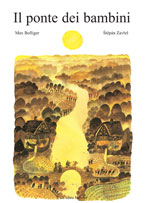 Il ponte dei bambini
Max Bolliger Štěpán Zavřel